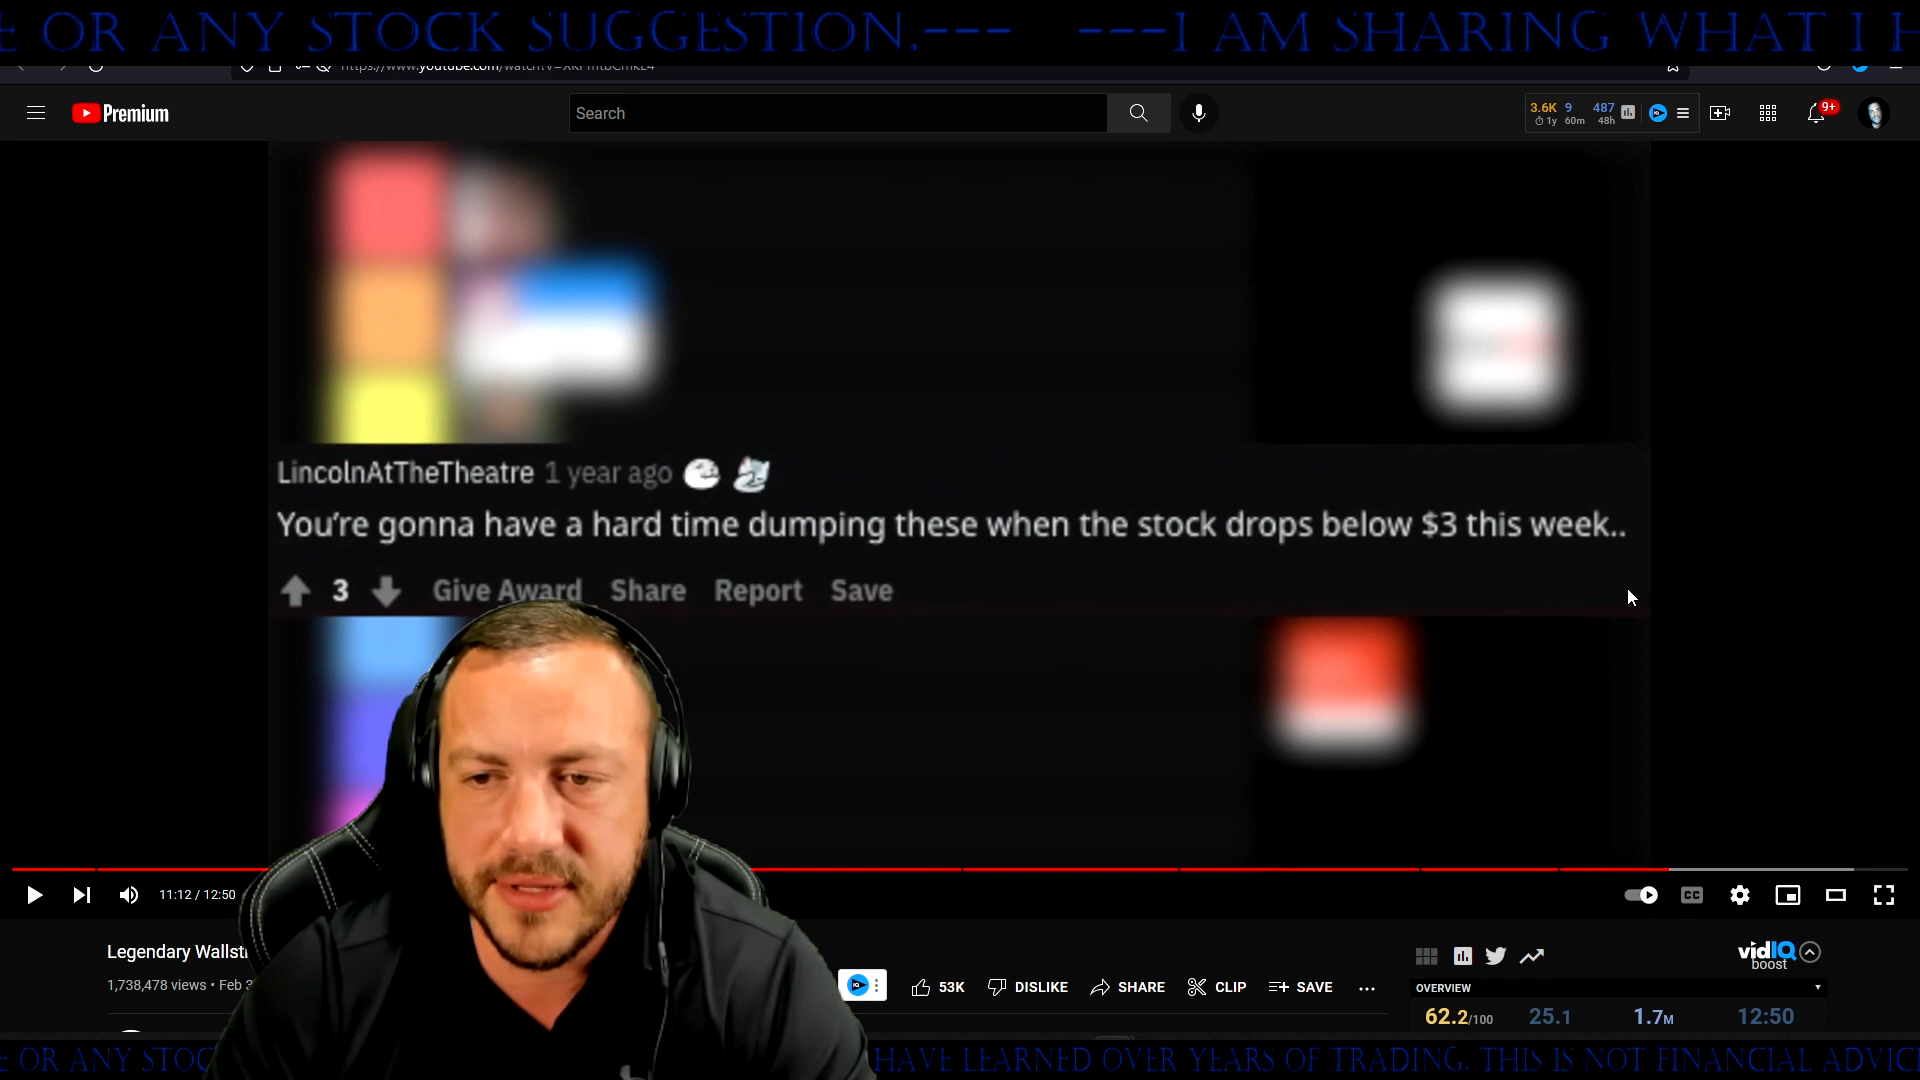 E OR ANY STOCK SUGGESTION.--- ---I AM SHARING WHAT I H
Premium
Search
3.6K 9 487
1y 60m 48h
9+
LincolnAtTheTheatre 1 year ago
You're gonna have a hard time dumping these when the stock drops below $3 this week..
3 Give Award Share Report Save
11:12 / 12:50
CC
Legendary Wallst
vidIQ
boost
1,738,478 views • Feb 3
53K DISLIKE SHARE CLIP SAVE
OVERVIEW
62.2/100 25.1 1.7M 12:50
E OR ANY STOC HAVE LEARNED OVER YEARS OF TRADING. THIS IS NOT FINANCIAL ADVIC